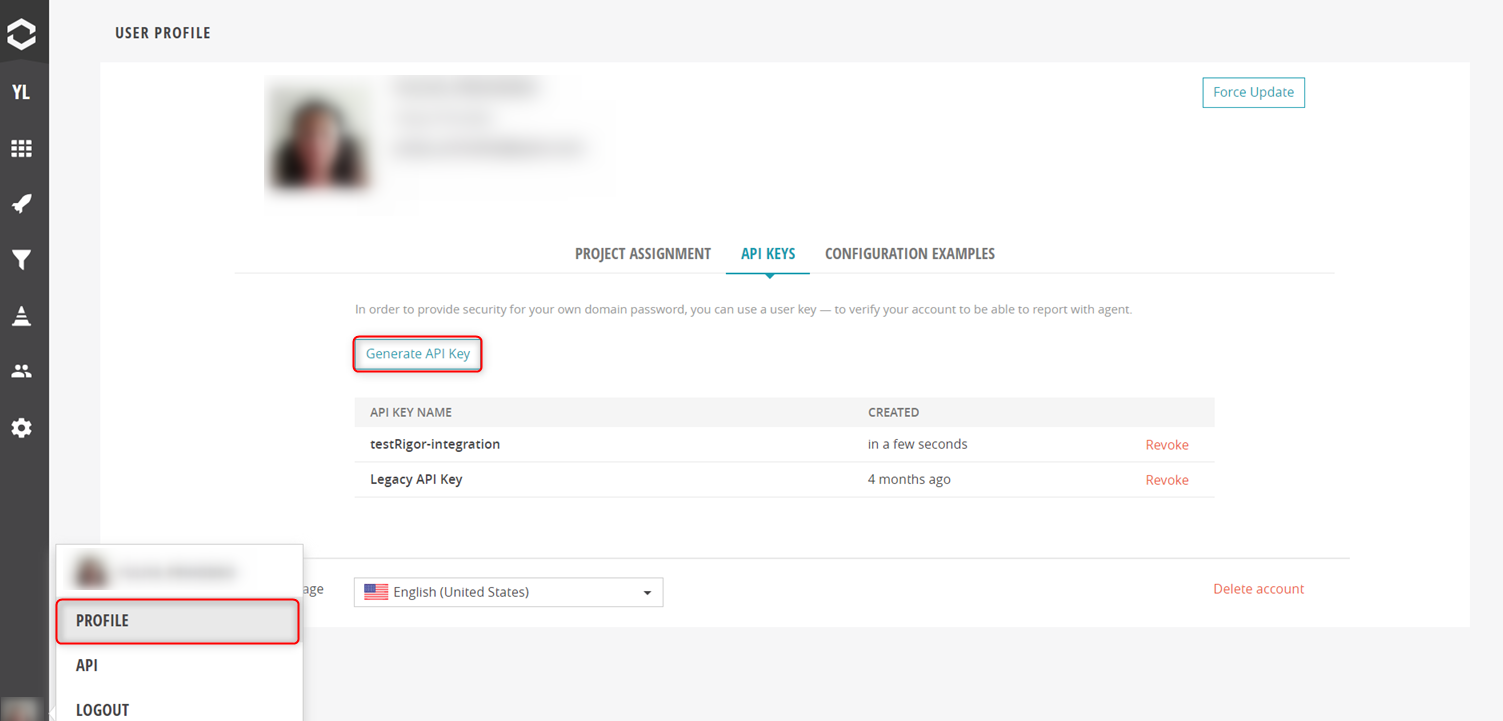 USER PROFILE
YL
Force Update
PROJECT ASSIGNMENT API KEYS CONFIGURATION EXAMPLES
In order to provide security for your own domain password, you can use a user key — to verify your account to be able to report with agent.
Generate API Key
API KEY NAME CREATED
testRigor-integration in a few seconds Revoke
Legacy API Key 4 months ago Revoke
age English (United States) Delete account
PROFILE
API
LOGOUT